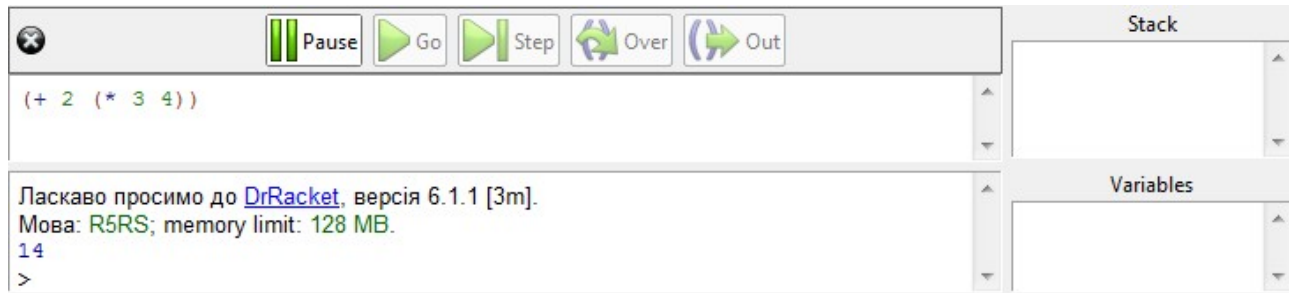 Pause Go Step Over Out
Stack
(+ 2 (* 3 4))
Ласкаво просимо до DrRacket, версія 6.1.1 [3m].
Мова: R5RS; memory limit: 128 MB.
14
>
Variables